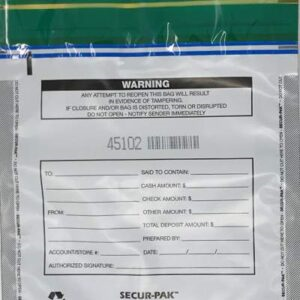 WARNING
ANY ATTEMPT TO REOPEN THIS BAG WILL RESULT
IN EVIDENCE OF TAMPERING.
IF CLOSURE AND/OR BAG IS DISTORTED, TORN OR DISRUPTED
DO NOT OPEN - NOTIFY SENDER IMMEDIATELY
45102
TO:
SAID TO CONTAIN:
CASH AMOUNT: $
CHECK AMOUNT: $
FROM:
OTHER AMOUNT: $
TOTAL DEPOSIT AMOUNT: $
PREPARED BY:
ACCOUNT/STORE #:
DATE: / /
AUTHORIZED SIGNATURE:
SECUR-PAK™